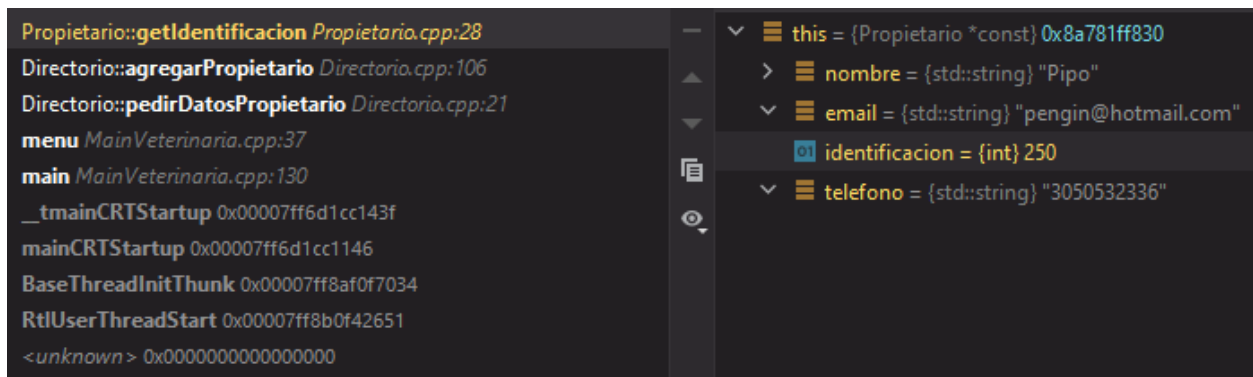 Propietario::getIdentificacion Propietario.cpp:28
Directorio::agregarPropietario Directorio.cpp:106
Directorio::pedirDatosPropietario Directorio.cpp:21
menu MainVeterinaria.cpp:37
main MainVeterinaria.cpp:130
__tmainCRTStartup 0x00007ff6d1cc143f
mainCRTStartup 0x00007ff6d1cc1146
BaseThreadInitThunk 0x00007ff8af0f7034
RtlUserThreadStart 0x00007ff8b0f42651
<unknown> 0x0000000000000000
this = {Propietario *const} 0x8a781ff830
nombre = {std::string} "Pipo"
email = {std::string} "pengin@hotmail.com"
01 identificacion = {int} 250
telefono = {std::string} "3050532336"